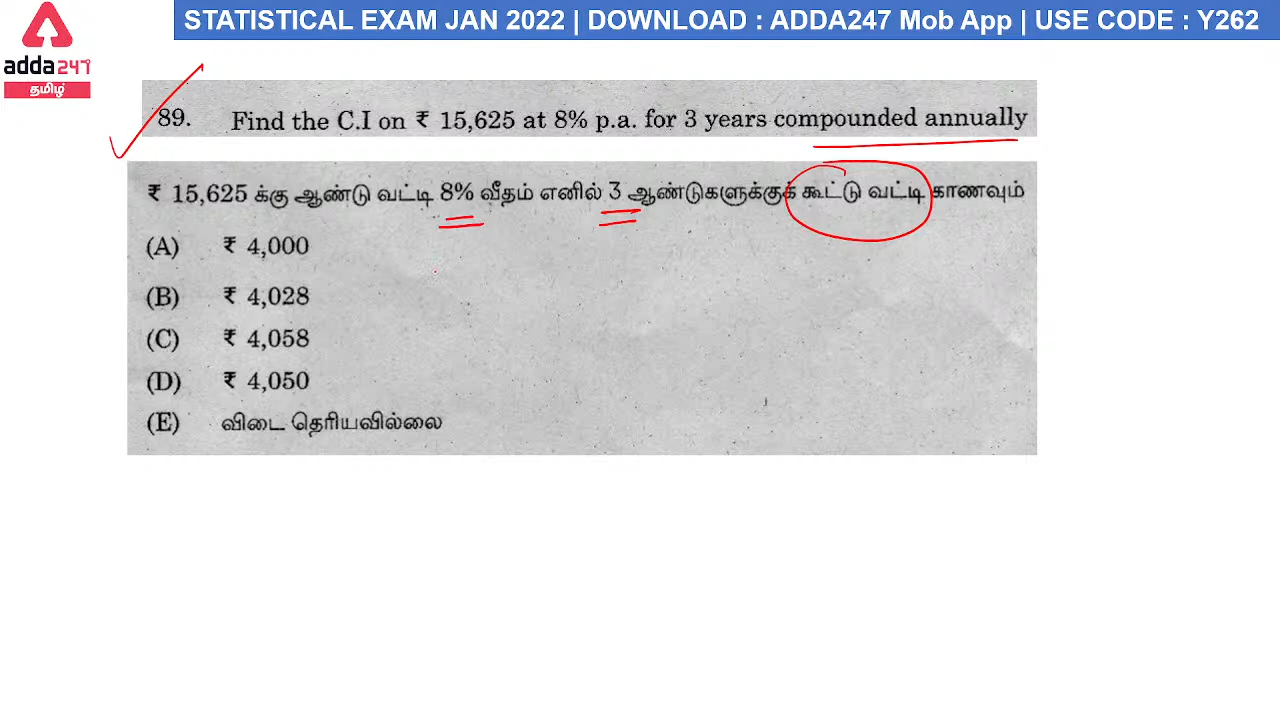 STATISTICAL EXAM JAN 2022 | DOWNLOAD : ADDA247 Mob App | USE CODE : Y262
adda247
தமிழ்
89. Find the C.I on ₹ 15,625 at 8% p.a. for 3 years compounded annually
₹ 15,625 க்கு ஆண்டு வட்டி 8% வீதம் எனில் 3 ஆண்டுகளுக்குக் கூட்டு வட்டி காணவும்
(A) ₹ 4,000
(B) ₹ 4,028
(C) ₹ 4,058
(D) ₹ 4,050
(E) விடை தெரியவில்லை